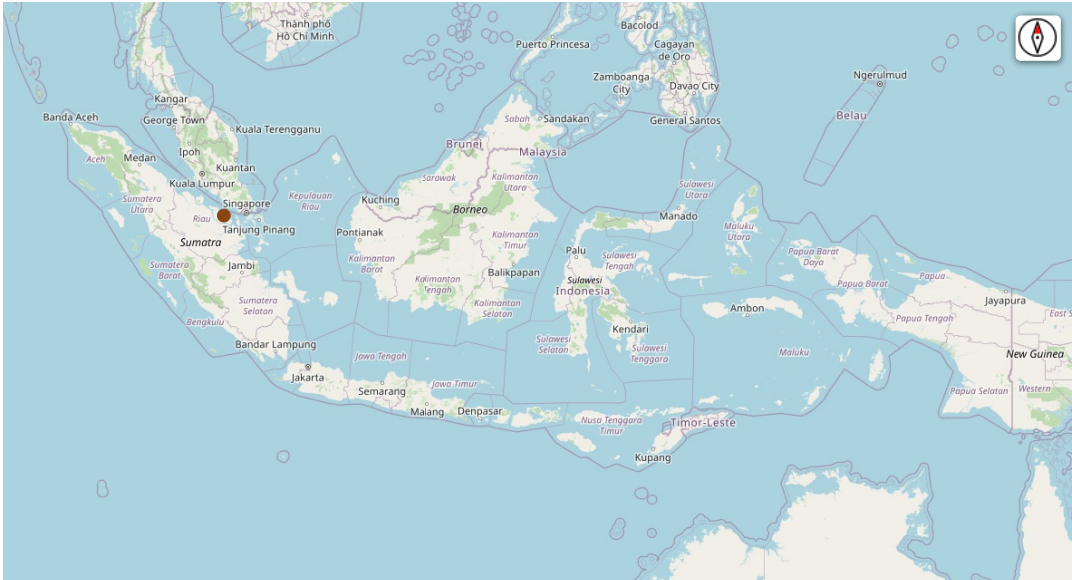 Thành phố
Hồ Chí Minh
Bacolod
Puerto Princesa
Cagayan
de Oro
Zamboanga
City
Davao City
Ngerulmud
Kangar
Banda Aceh
George Town
Kuala Terengganu
Sabah
Sandakan
General Santos
Belau
Ipoh
Brunei
Malaysia
Aceh
Medan
Kuantan
Kuala Lumpur
Sarawak
Kalimantan
Utara
Sulawesi
Utara
Sumatera
Utara
Kepulauan
Riau
Singapore
Kuching
Borneo
Manado
Riau
Tanjung Pinang
Pontianak
Kalimantan
Timur
Maluku
Utara
Sumatra
Palu
Sulawesi
Tengah
Papua Barat
Daya
Sumatera
Barat
Jambi
Kalimantan
Barat
Balikpapan
Sulawesi
Indonesia
Papua
Papua Barat
Kalimantan
Tengah
Sumatera
Selatan
Kalimantan
Selatan
Jayapura
Ambon
Papua Tengah
East S
Bengkulu
Kendari
Bandar Lampung
Sulawesi
Selatan
Sulawesi
Tenggara
Jawa Tengah
Maluku
New Guinea
Jakarta
Semarang
Jawa Timur
Papua Selatan
Western
Malang
Denpasar
Nusa Tenggara
Timur
Timor-Leste
Kupang